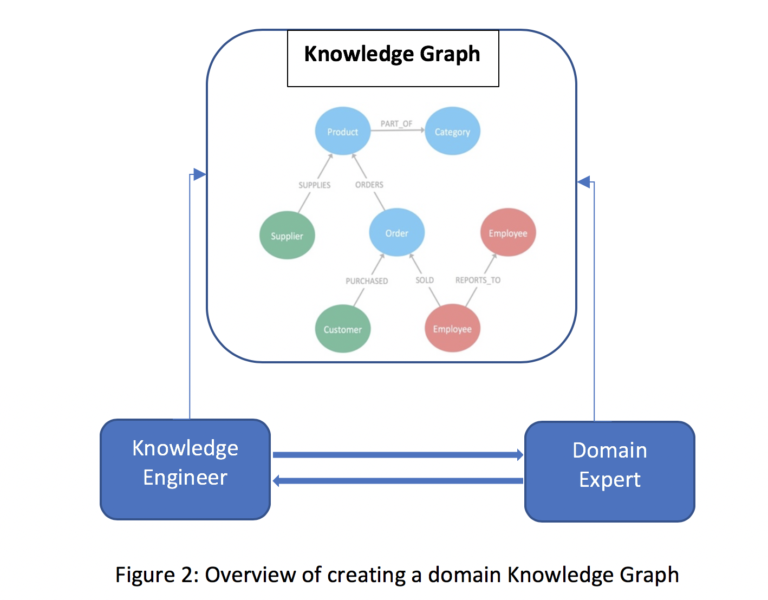 Knowledge Graph
Product
PART_OF
Category
SUPPLIES
ORDERS
Supplier
Order
Employee
PURCHASED
SOLD
REPORTS_TO
Customer
Employee
Knowledge
Engineer
Domain
Expert
Figure 2: Overview of creating a domain Knowledge Graph